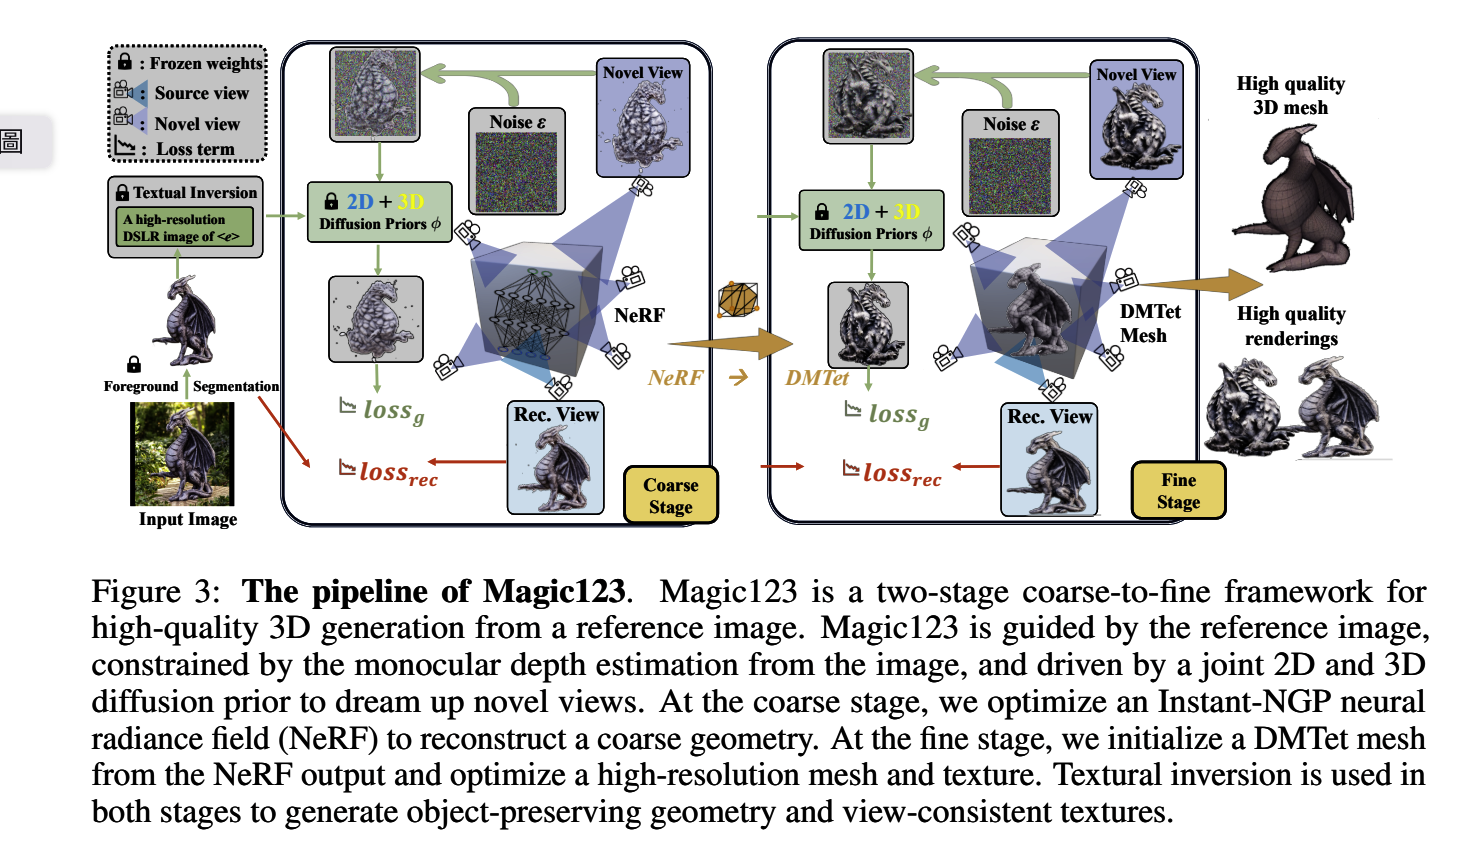 圖
: Frozen weights
: Source view
: Novel view
: Loss term
Textual Inversion
A high-resolution
DSLR image of <e>
Foreground Segmentation
Input Image
Novel View
Noise ε
2D + 3D
Diffusion Priors ϕ
NeRF
loss_g
Rec. View
loss_rec
Coarse
Stage
NeRF → DMTet
Novel View
Noise ε
2D + 3D
Diffusion Priors ϕ
DMTet
Mesh
loss_g
Rec. View
loss_rec
Fine
Stage
High quality
3D mesh
High quality
renderings
Figure 3: The pipeline of Magic123. Magic123 is a two-stage coarse-to-fine framework for
high-quality 3D generation from a reference image. Magic123 is guided by the reference image,
constrained by the monocular depth estimation from the image, and driven by a joint 2D and 3D
diffusion prior to dream up novel views. At the coarse stage, we optimize an Instant-NGP neural
radiance field (NeRF) to reconstruct a coarse geometry. At the fine stage, we initialize a DMTet mesh
from the NeRF output and optimize a high-resolution mesh and texture. Textural inversion is used in
both stages to generate object-preserving geometry and view-consistent textures.